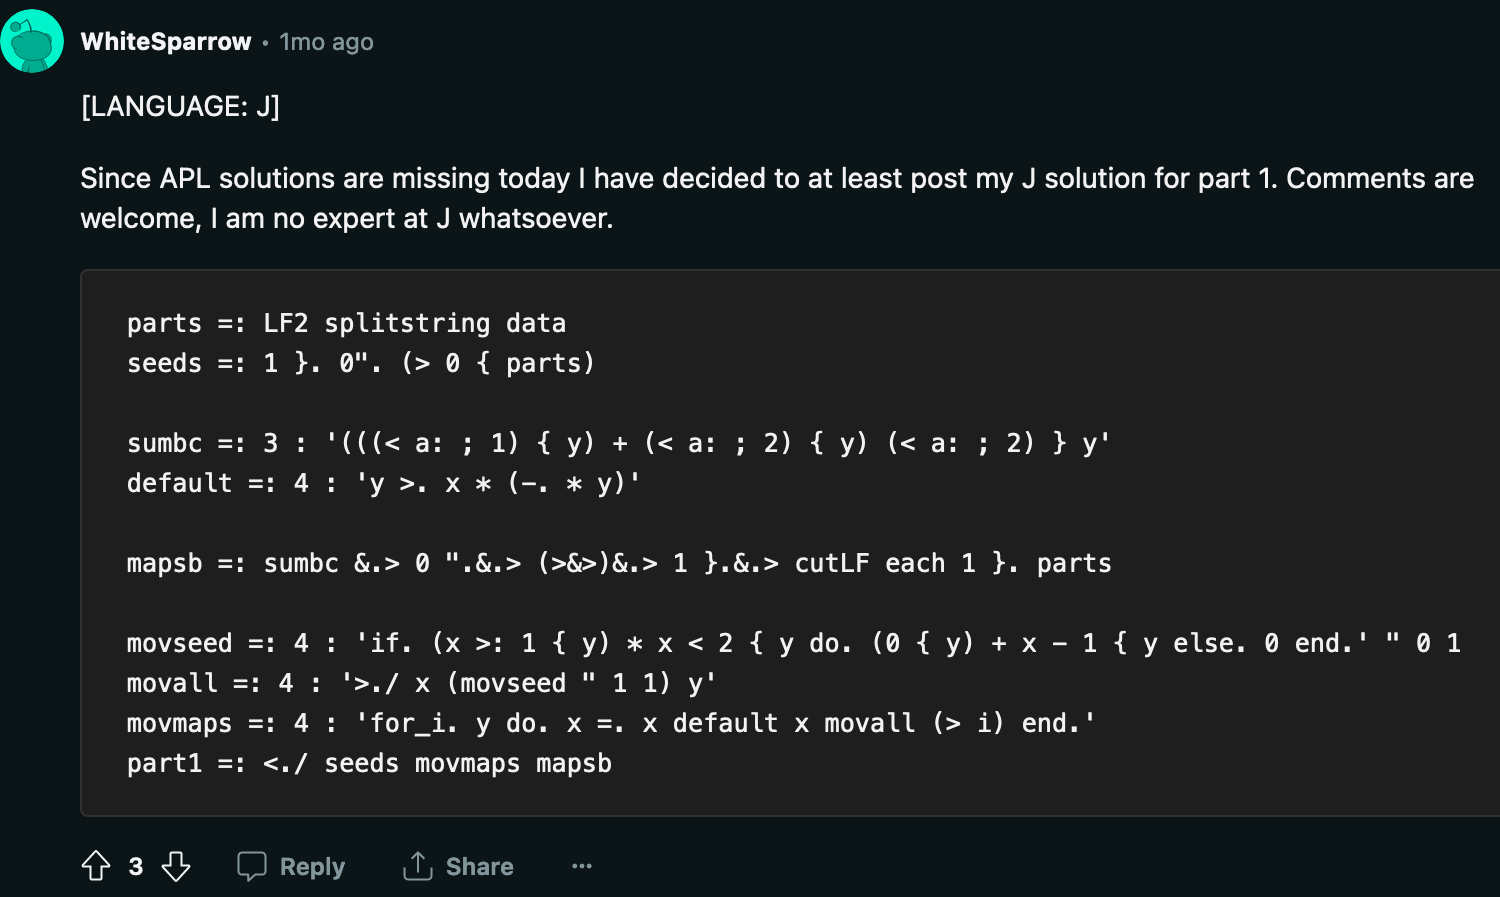 WhiteSparrow • 1mo ago
[LANGUAGE: J]
Since APL solutions are missing today I have decided to at least post my J solution for part 1. Comments are
welcome, I am no expert at J whatsoever.
parts =: LF2 splitstring data
seeds =: 1 }. 0". (> 0 { parts)
sumbc =: 3 : '(((< a: ; 1) { y) + (< a: ; 2) { y) (< a: ; 2) } y'
default =: 4 : 'y >. x * (-. * y)'
mapsb =: sumbc &.> 0 ".&.> (>&>)&.> 1 }.&.> cutLF each 1 }. parts
movseed =: 4 : 'if. (x >: 1 { y) * x < 2 { y do. (0 { y) + x - 1 { y else. 0 end.' " 0 1
movall =: 4 : '>./ x (movseed " 1 1) y'
movmaps =: 4 : 'for_i. y do. x =. x default x movall (> i) end.'
part1 =: <./ seeds movmaps mapsb
3 Reply Share ...